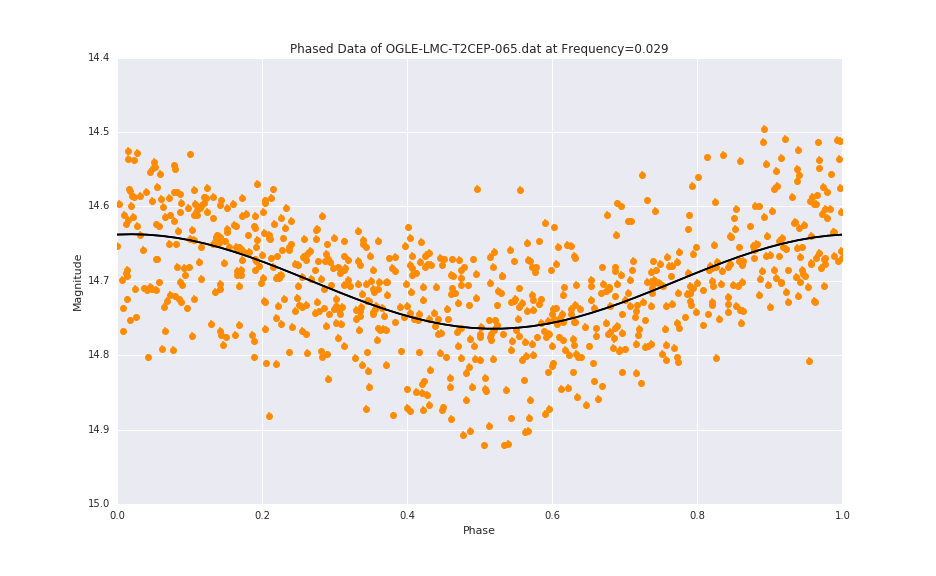 Phased Data of OGLE-LMC-T2CEP-065.dat at Frequency=0.029
14.4
14.5
14.6
14.7
14.8
14.9
15.0
Magnitude
0.0 0.2 0.4 0.6 0.8 1.0
Phase